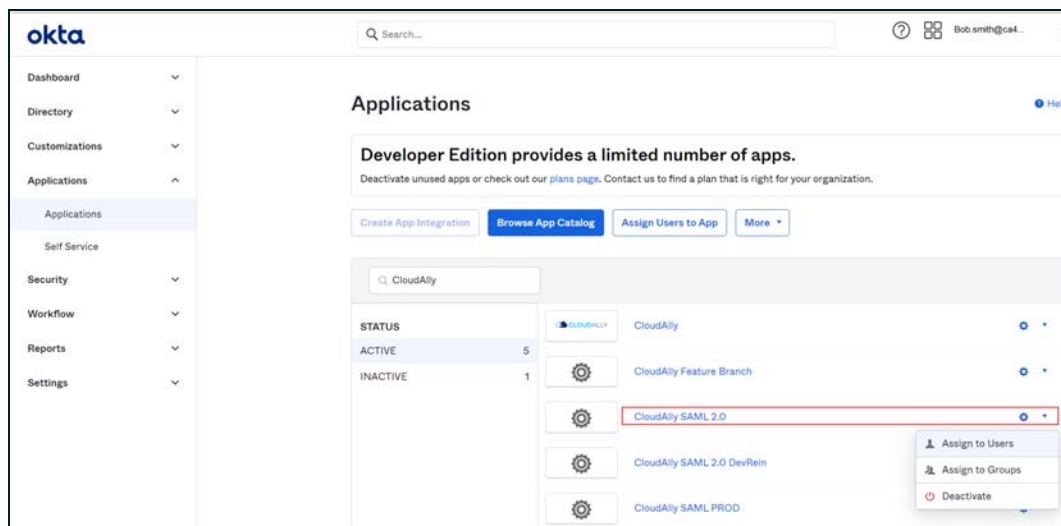 okta
Search...
Bob.smith@ca4...
Dashboard
Directory
Customizations
Applications
Applications
Self Service
Security
Workflow
Reports
Settings
Applications
Hel
Developer Edition provides a limited number of apps.
Deactivate unused apps or check out our plans page. Contact us to find a plan that is right for your organization.
Create App Integration
Browse App Catalog
Assign Users to App
More
CloudAlly
STATUS
ACTIVE 5
INACTIVE 1
CLOUDALLY
CloudAlly
CloudAlly Feature Branch
CloudAlly SAML 2.0
CloudAlly SAML 2.0 DevRein
CloudAlly SAML PROD
Assign to Users
Assign to Groups
Deactivate